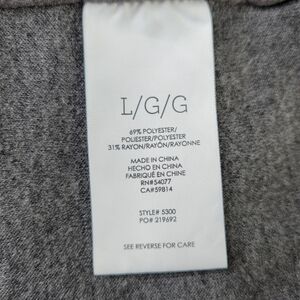 L/G/G
69% POLYESTER/
POLIESTER/POLYESTER
31% RAYON/RAYÓN/RAYONNE
MADE IN CHINA
HECHO EN CHINA
FABRIQUÉ EN CHINE
RN#54077
CA#59814
STYLE# 5300
PO# 219692
SEE REVERSE FOR CARE